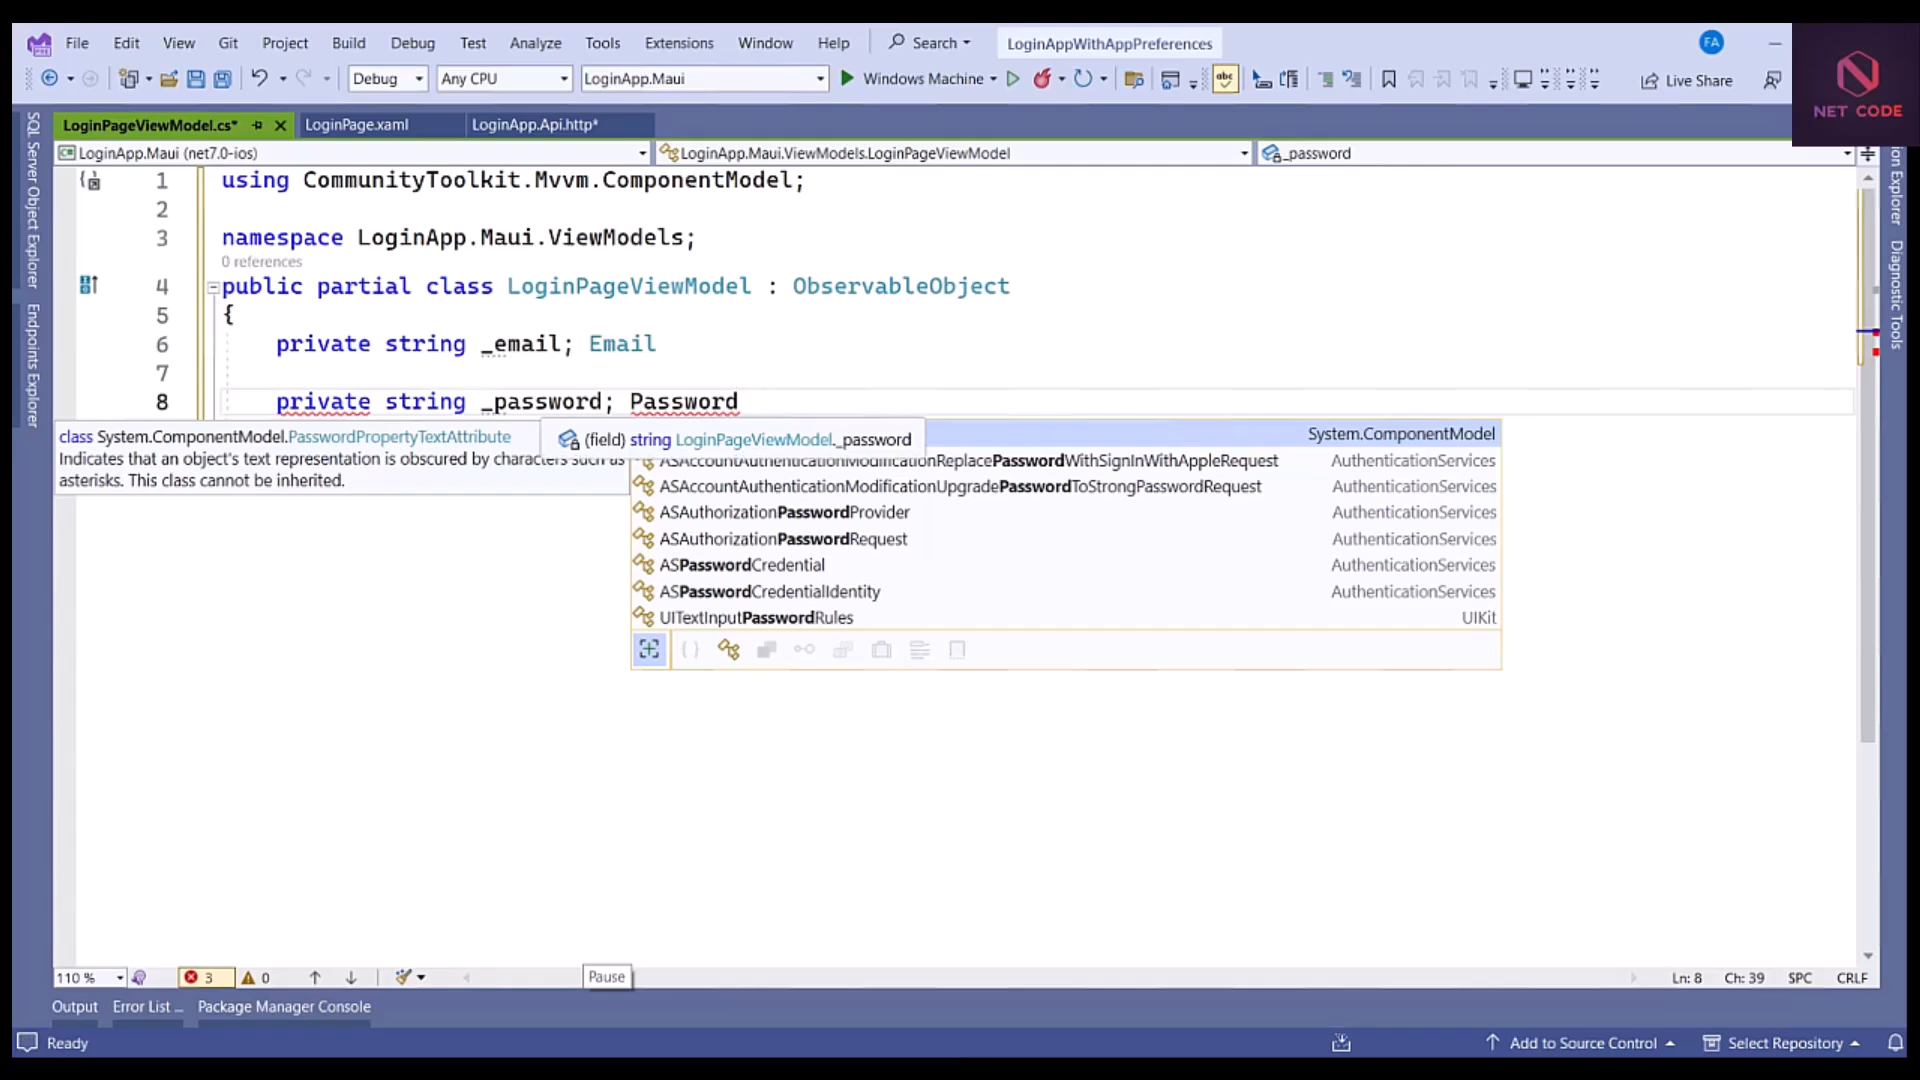 File Edit View Git Project Build Debug Test Analyze Tools Extensions Window Help Search LoginAppWithAppPreferences FA
Debug Any CPU LoginApp.Maui Windows Machine abc Live Share
NET CODE
LoginPageViewModel.cs* LoginPage.xaml LoginApp.Api.http*
LoginApp.Maui (net7.0-ios) LoginApp.Maui.ViewModels.LoginPageViewModel _password
SQL Server Object Explorer
Endpoints Explorer
Diagnostic Tools
1 using CommunityToolkit.Mvvm.ComponentModel;
2
3 namespace LoginApp.Maui.ViewModels;
0 references
4 public partial class LoginPageViewModel : ObservableObject
5 {
6 private string _email; Email
7
8 private string _password; Password
class System.ComponentModel.PasswordPropertyTextAttribute
Indicates that an object's text representation is obscured by characters such as
asterisks. This class cannot be inherited.
(field) string LoginPageViewModel._password
System.ComponentModel
ASAccountAuthenticationModificationReplacePasswordWithSignInWithAppleRequest AuthenticationServices
ASAccountAuthenticationModificationUpgradePasswordToStrongPasswordRequest AuthenticationServices
ASAuthorizationPasswordProvider AuthenticationServices
ASAuthorizationPasswordRequest AuthenticationServices
ASPasswordCredential AuthenticationServices
ASPasswordCredentialIdentity AuthenticationServices
UITextInputPasswordRules UIKit
110 % 3 0 Pause Ln: 8 Ch: 39 SPC CRLF
Output Error List ... Package Manager Console
Ready Add to Source Control Select Repository